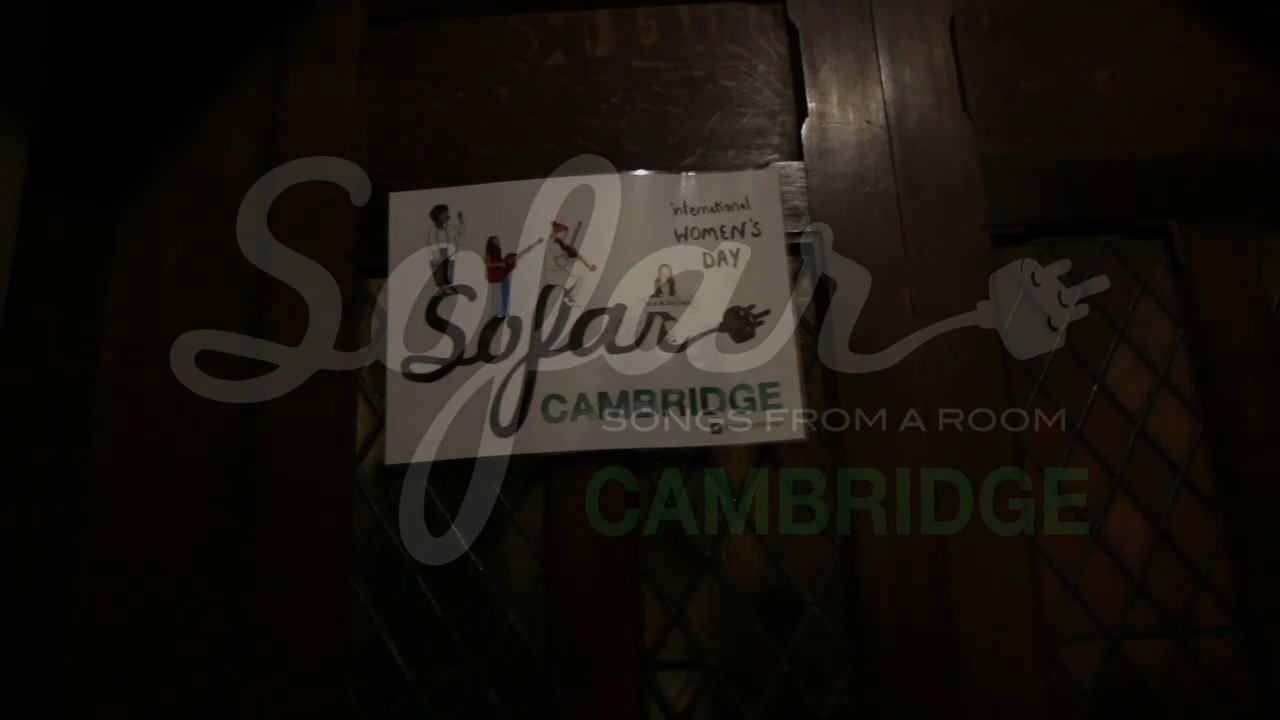 international
WOMEN'S
DAY
Sofar
CAMBRIDGE
Sofar
SONGS FROM A ROOM
CAMBRIDGE